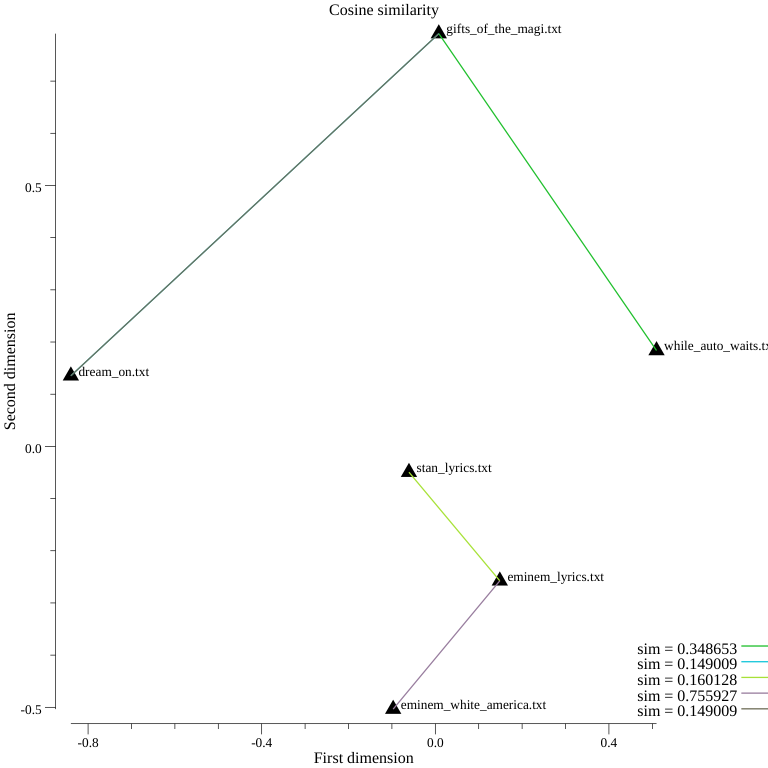 Cosine similarity
gifts_of_the_magi.txt
0.5
while_auto_waits.tx
dream_on.txt
Second dimension
0.0
stan_lyrics.txt
eminem_lyrics.txt
sim = 0.348653
sim = 0.149009
sim = 0.160128
sim = 0.755927
sim = 0.149009
eminem_white_america.txt
-0.5
-0.8 -0.4 0.0 0.4
First dimension